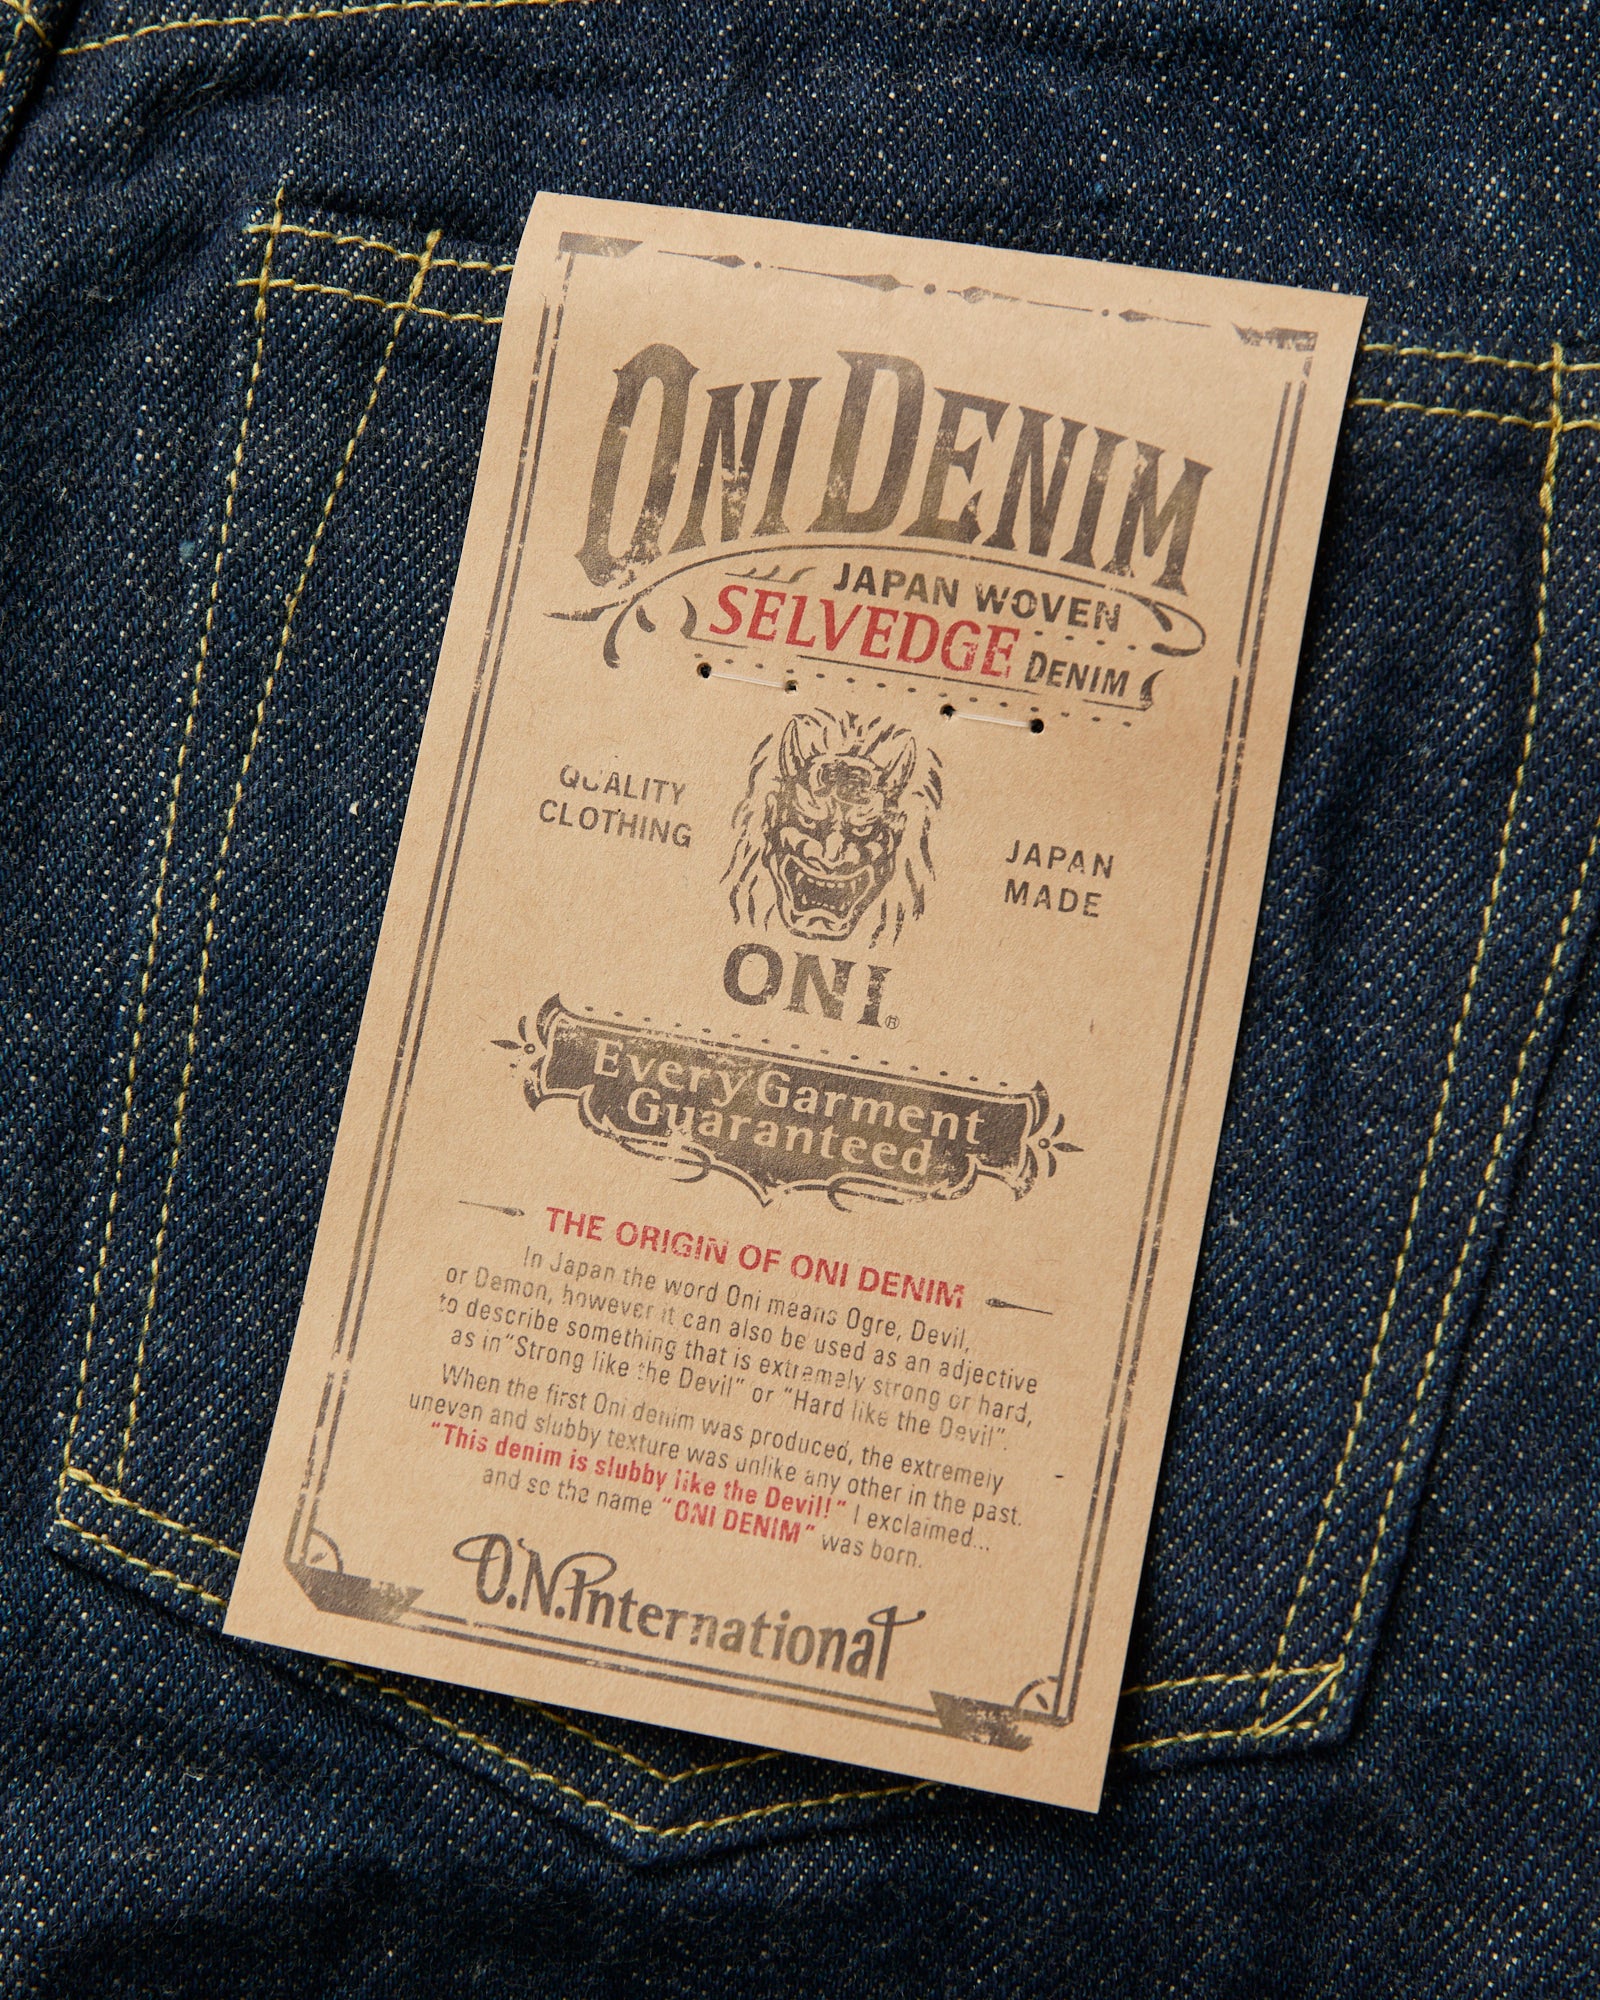 ONI DENIM
JAPAN WOVEN
SELVEDGE DENIM
QUALITY
CLOTHING
JAPAN
MADE
ONI®
Every Garment
Guaranteed
THE ORIGIN OF ONI DENIM
In Japan the word Oni means Ogre, Devil,
or Demon, however it can also be used as an adjective
to describe something that is extremely strong or hard,
as in "Strong like the Devil" or "Hard like the Devil".
When the first Oni denim was produced, the extremely
uneven and slubby texture was unlike any other in the past.
"This denim is slubby like the Devil!" I exclaimed...
and so the name "ONI DENIM" was born.
O.N.International